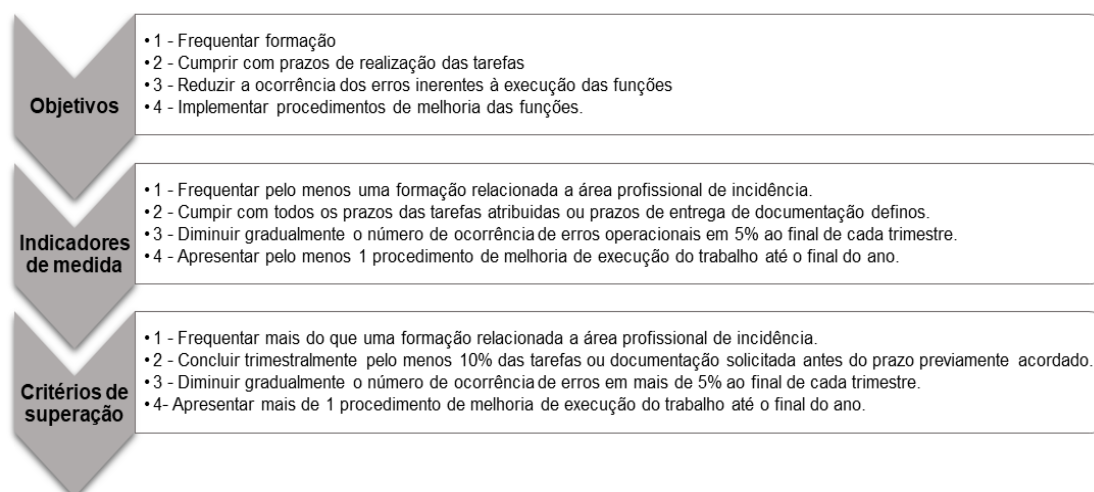 Objetivos
• 1 - Frequentar formação
• 2 - Cumprir com prazos de realização das tarefas
• 3 - Reduzir a ocorrência dos erros inerentes à execução das funções
• 4 - Implementar procedimentos de melhoria das funções.
Indicadores
de medida
• 1 - Frequentar pelo menos uma formação relacionada a área profissional de incidência.
• 2 - Cumpir com todos os prazos das tarefas atribuidas ou prazos de entrega de documentação definos.
• 3 - Diminuir gradualmente o número de ocorrência de erros operacionais em 5% ao final de cada trimestre.
• 4 - Apresentar pelo menos 1 procedimento de melhoria de execução do trabalho até o final do ano.
Critérios de
superação
• 1 - Frequentar mais do que uma formação relacionada a área profissional de incidência.
• 2 - Concluir trimestralmente pelo menos 10% das tarefas ou documentação solicitada antes do prazo previamente acordado.
• 3 - Diminuir gradualmente o número de ocorrência de erros em mais de 5% ao final de cada trimestre.
• 4- Apresentar mais de 1 procedimento de melhoria de execução do trabalho até o final do ano.